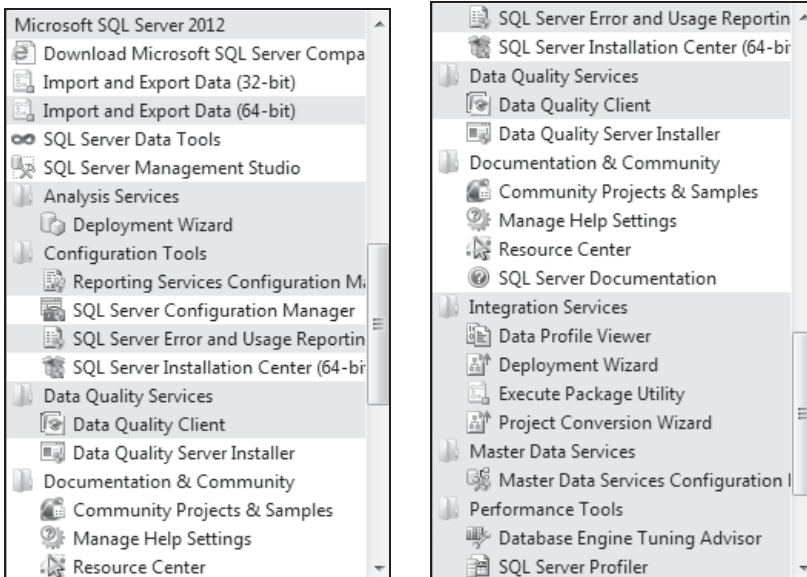 Microsoft SQL Server 2012
Download Microsoft SQL Server Compa
Import and Export Data (32-bit)
Import and Export Data (64-bit)
SQL Server Data Tools
SQL Server Management Studio
Analysis Services
Deployment Wizard
Configuration Tools
Reporting Services Configuration Ma
SQL Server Configuration Manager
SQL Server Error and Usage Reportin
SQL Server Installation Center (64-bi
Data Quality Services
Data Quality Client
Data Quality Server Installer
Documentation & Community
Community Projects & Samples
Manage Help Settings
Resource Center
SQL Server Error and Usage Reportin
SQL Server Installation Center (64-bi
Data Quality Services
Data Quality Client
Data Quality Server Installer
Documentation & Community
Community Projects & Samples
Manage Help Settings
Resource Center
SQL Server Documentation
Integration Services
Data Profile Viewer
Deployment Wizard
Execute Package Utility
Project Conversion Wizard
Master Data Services
Master Data Services Configuration
Performance Tools
Database Engine Tuning Advisor
SQL Server Profiler